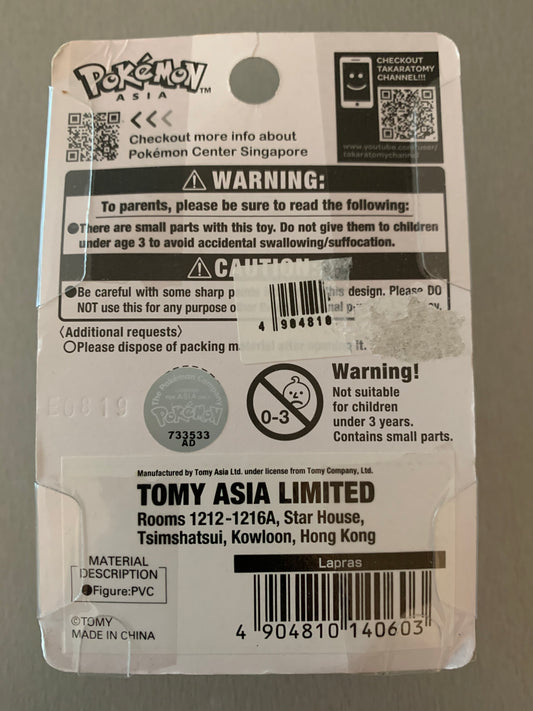 POKéMON
ASIA
TM
CHECKOUT
TAKARATOMY
CHANNEL!!!
www.youtube.com/user/
takaratomychannel
<<<
Checkout more info about
Pokémon Center Singapore
⚠ WARNING:
To parents, please be sure to read the following:
●There are small parts with this toy. Do not give them to children
under age 3 to avoid accidental swallowing/suffocation.
⚠ CAUTION:
●Be careful with some sharp this design. Please DO
NOT use this for any purpose
4 904810
〈Additional requests〉
○Please dispose of packing material after opening it.
E0819
The Pokémon Company
FOR ASIA ONLY
POKéMON
733533
AD
0-3
Warning!
Not suitable
for children
under 3 years.
Contains small parts.
Manufactured by Tomy Asia Ltd. under license from Tomy Company, Ltd.
TOMY ASIA LIMITED
Rooms 1212-1216A, Star House,
Tsimshatsui, Kowloon, Hong Kong
Lapras
MATERIAL
DESCRIPTION
●Figure:PVC
©TOMY
MADE IN CHINA
4 904810 140603